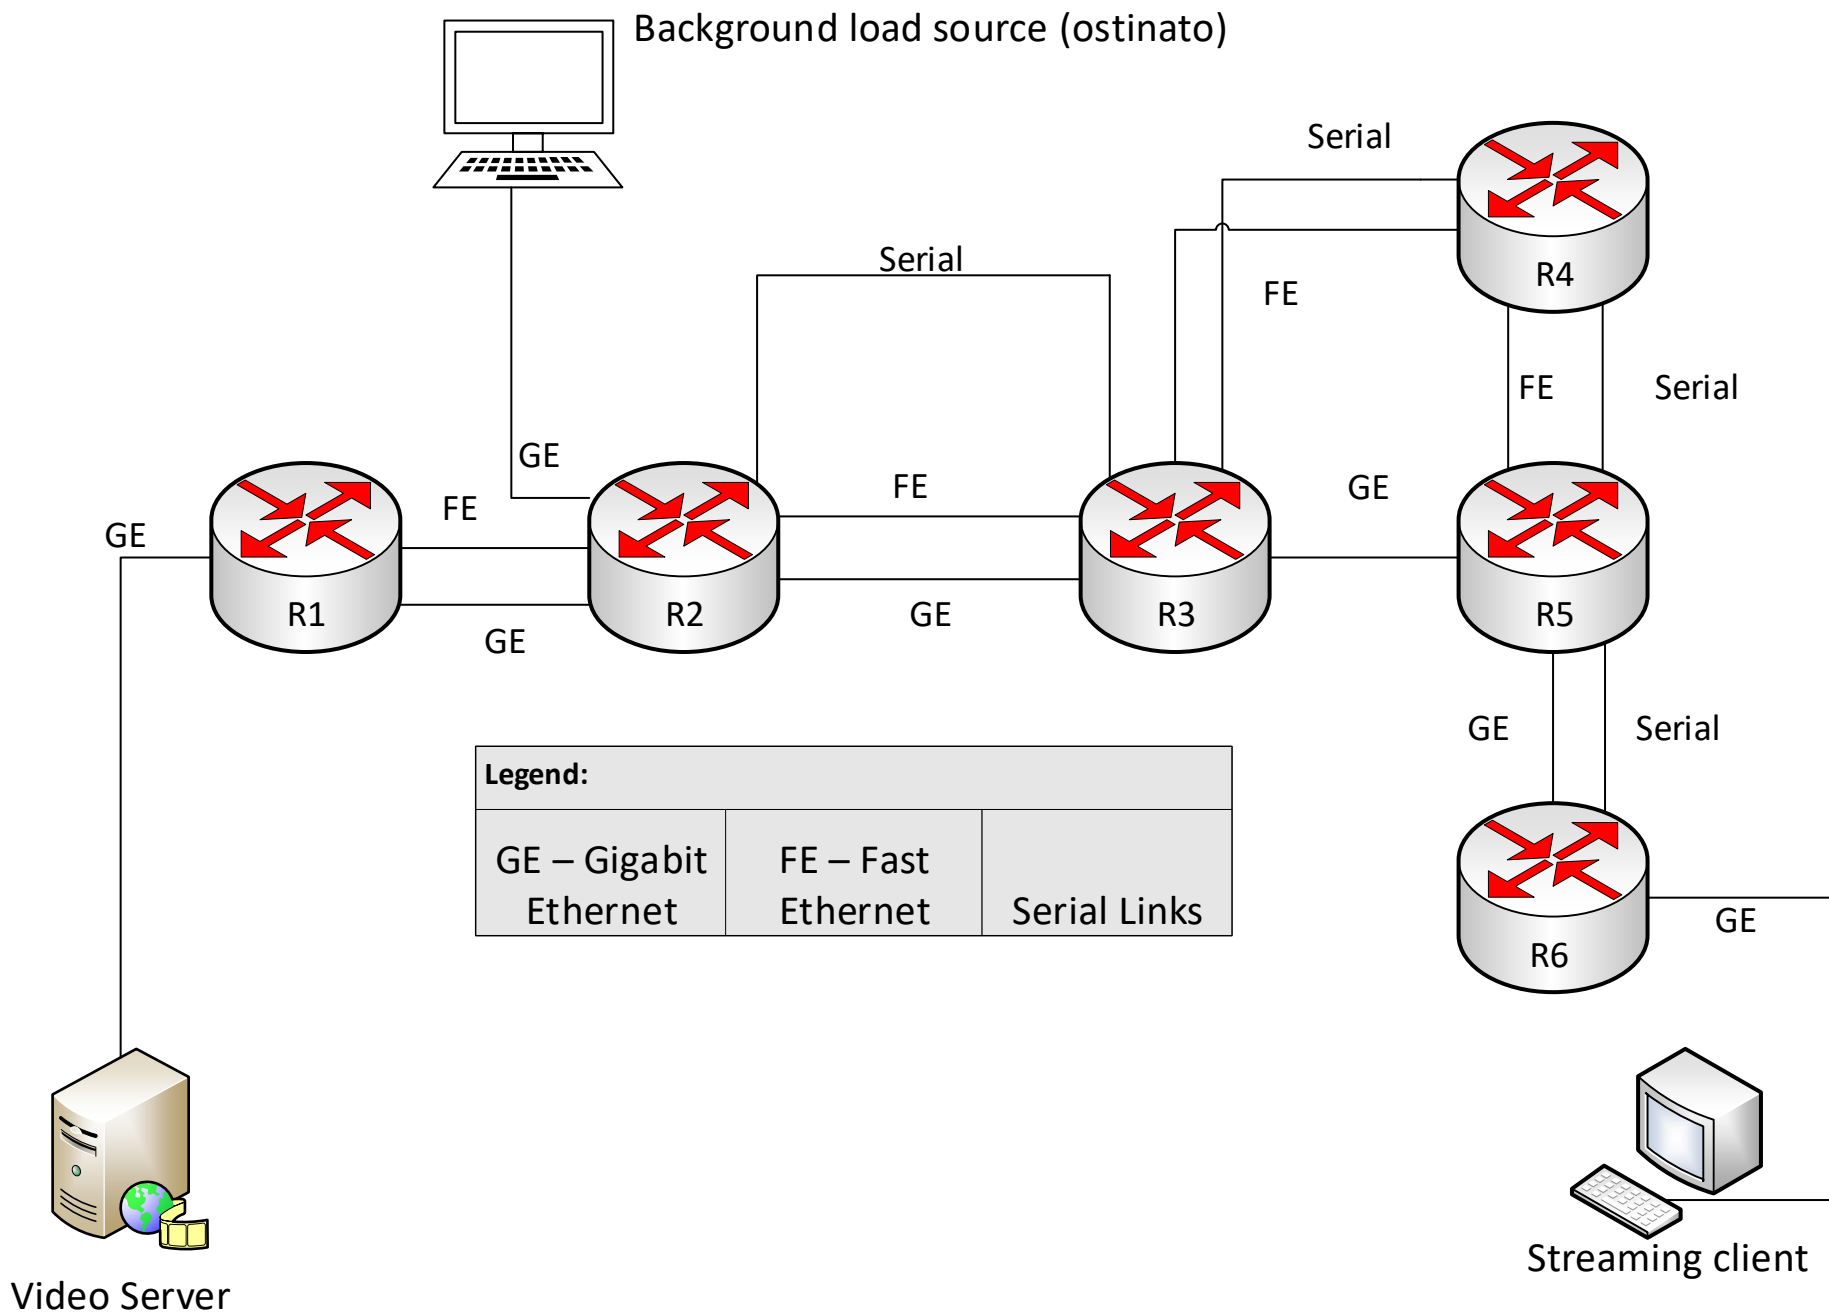 Background load source (ostinato)
Serial
R4
Serial
FE
FE
Serial
GE
FE
GE
FE
GE
R1
R2
R3
R5
GE
GE
GE
Serial
Legend:
GE – Gigabit
Ethernet
FE – Fast
Ethernet
Serial Links
GE
R6
Streaming client
Video Server